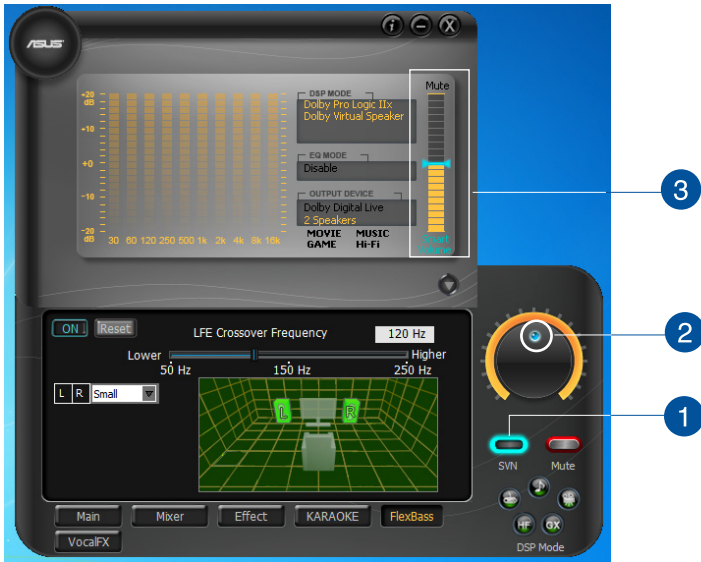 ASUS
i
X
+20
dB
+10
+0
-10
-20
dB
30 60 120 250 500 1k 2k 4k 8k 16k
DSP MODE
Dolby Pro Logic IIx
Dolby Virtual Speaker
EQ MODE
Disable
OUTPUT DEVICE
Dolby Digital Live
2 Speakers
MOVIE MUSIC
GAME Hi-Fi
Mute
Smart
Volume
3
ON
Reset
LFE Crossover Frequency
120 Hz
Lower
Higher
50 Hz
150 Hz
250 Hz
L R Small
L
R
2
1
SVN
Mute
HF
GX
DSP Mode
Main
Mixer
Effect
KARAOKE
FlexBass
VocalFX